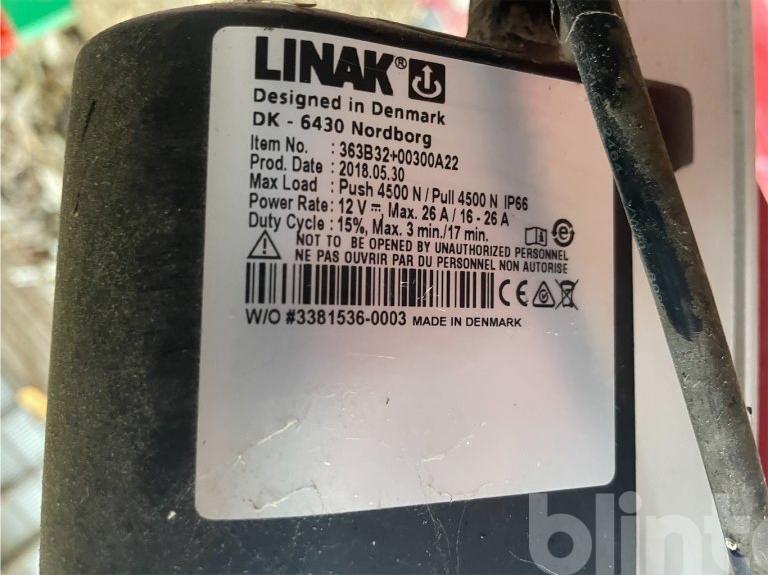 LINAK®
Designed in Denmark
DK - 6430 Nordborg
Item No. : 363B32+00300A22
Prod. Date : 2018.05.30
Max Load : Push 4500 N / Pull 4500 N IP66
Power Rate : 12 V ⎓, Max. 26 A / 16 - 26 A
Duty Cycle : 15%, Max. 3 min./17 min.
NOT TO BE OPENED BY UNAUTHORIZED PERSONNEL
NE PAS OUVRIR PAR DU PERSONNEL NON AUTORISE
CE
W/O #3381536-0003 MADE IN DENMARK